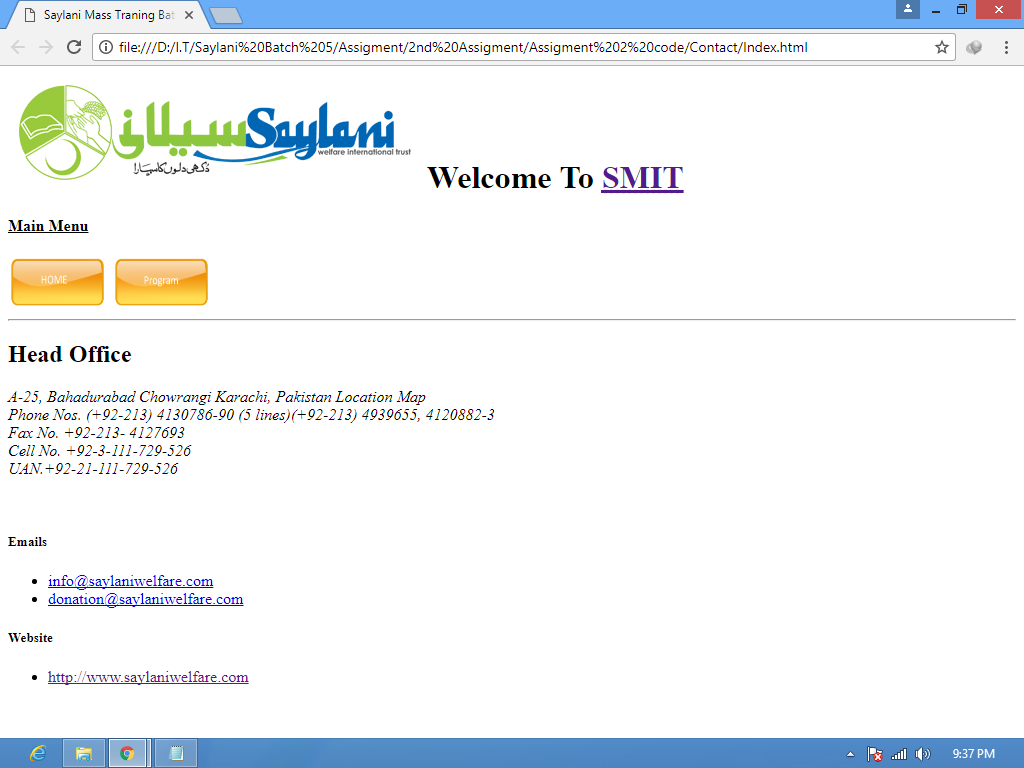 Saylani Mass Traning Bat
file:///D:/I.T/Saylani%20Batch%205/Assigment/2nd%20Assigment/Assigment%202%20code/Contact/Index.html
سیلانی Saylani
welfare international trust
دُکھی دلوں کا سہارا
Welcome To SMIT
Main Menu
HOME Program
Head Office
A-25, Bahadurabad Chowrangi Karachi, Pakistan Location Map
Phone Nos. (+92-213) 4130786-90 (5 lines)(+92-213) 4939655, 4120882-3
Fax No. +92-213- 4127693
Cell No. +92-3-111-729-526
UAN.+92-21-111-729-526
Emails
info@saylaniwelfare.com
donation@saylaniwelfare.com
Website
http://www.saylaniwelfare.com
9:37 PM